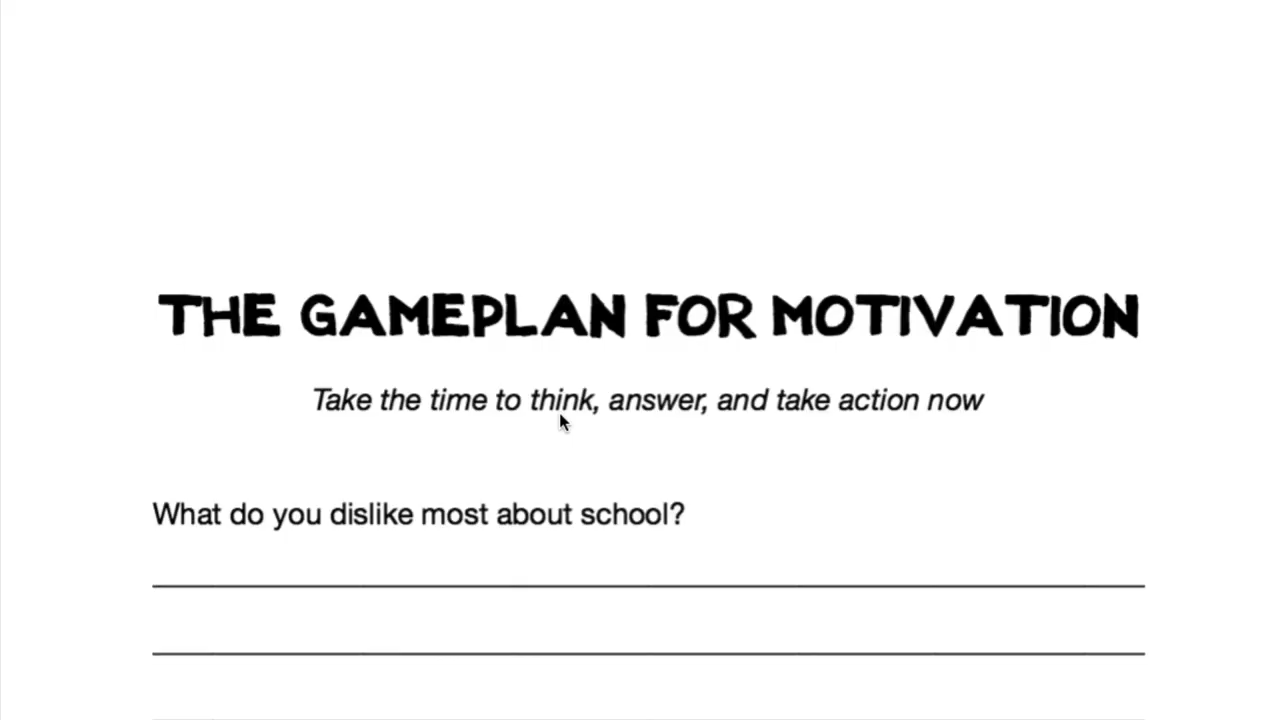 THE GAMEPLAN FOR MOTIVATION
Take the time to think, answer, and take action now
What do you dislike most about school?